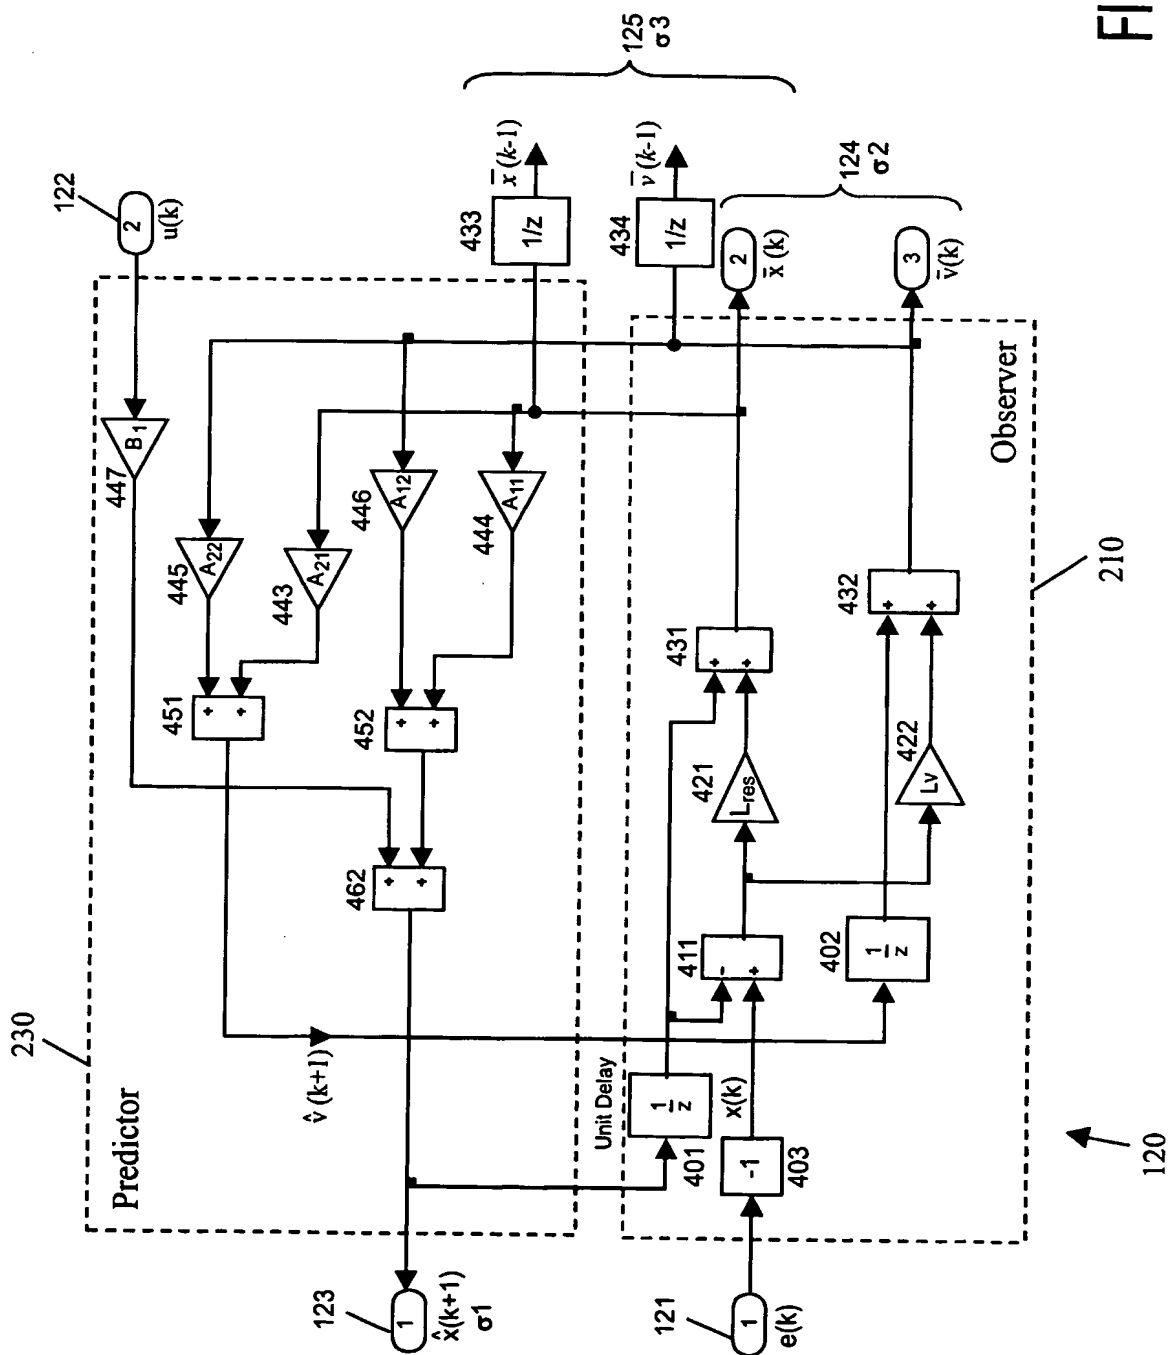 FI
125
σ3
x̄ (k-1)
v̄ (k-1)
124
σ2
122
2
u(k)
433
1/z
434
1/z
2
x̄ (k)
3
v̄(k)
B1
447
A22
445
A21
443
A12
446
A11
444
Observer
210
451
+ +
452
+ +
431
+ +
432
+ +
462
+ +
421
Lres
422
Lv
411
- +
402
1/z
230
Predictor
v̂ (k+1)
Unit Delay
1/z
401
x(k)
-1
403
120
123
1
x̂(k+1)
σ1
121
1
e(k)